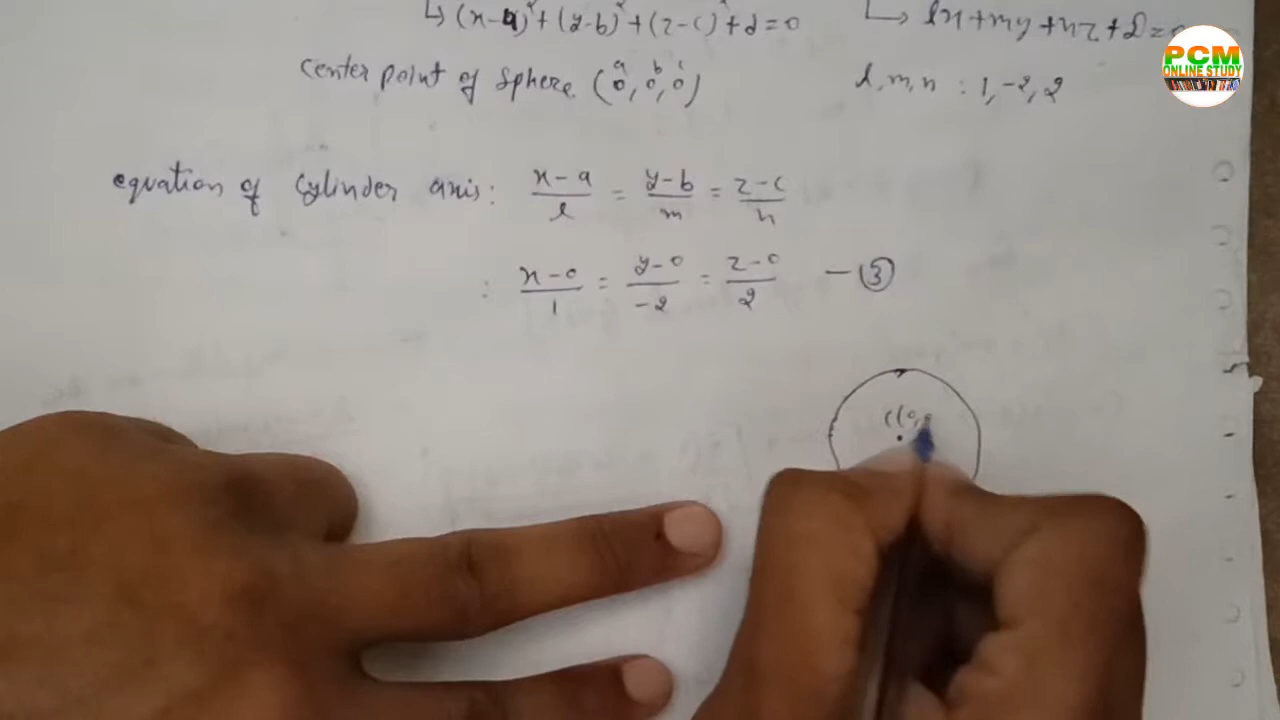 ↳ (x-a)² + (y-b)² + (z-c)² + d = 0
↳ lx + my + nz + D =
PCM
ONLINE STUDY
a b c
center point of Sphere (0, 0, 0)
l, m, n : 1, -2, 2
equation of cylinder axis: (x-a)/l = (y-b)/m = (z-c)/n
: (x-0)/1 = (y-0)/-2 = (z-0)/2 — ③
C(0,